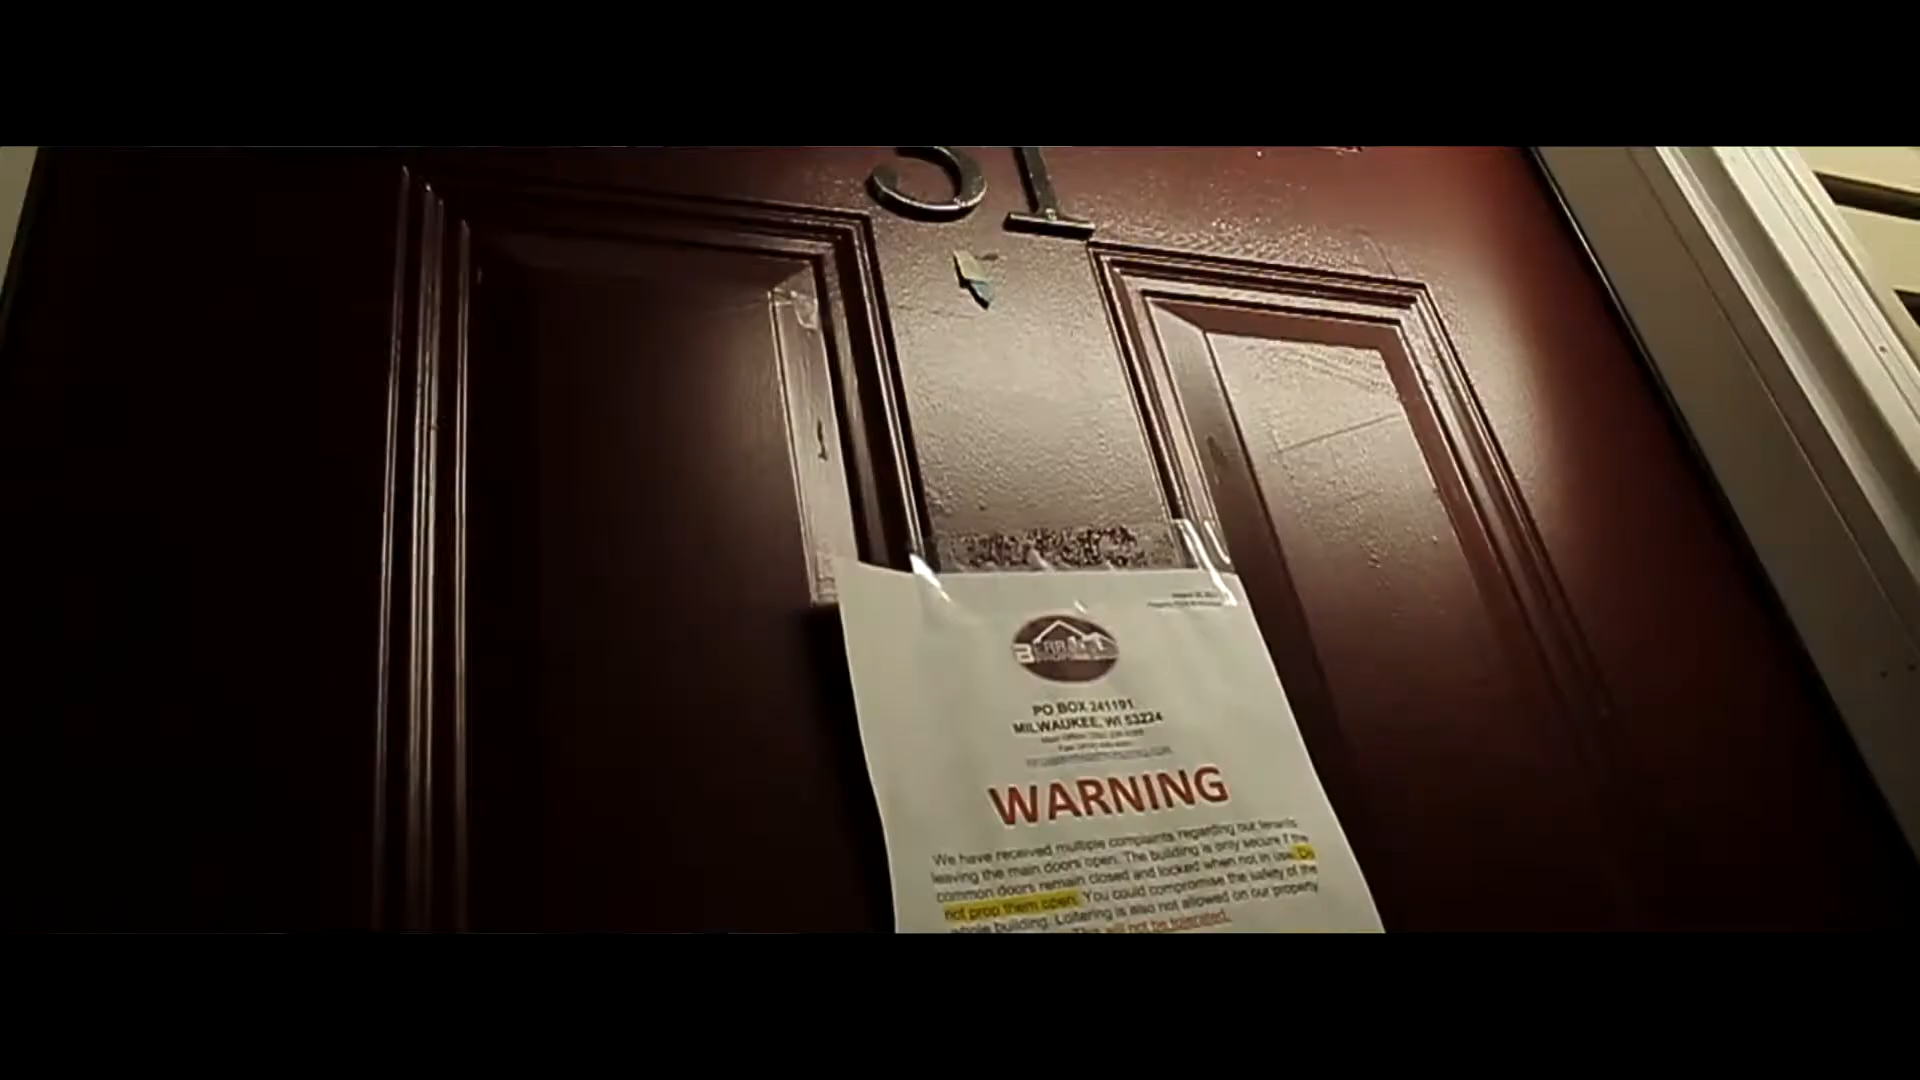 51
PO BOX 241191
MILWAUKEE, WI 53224
WARNING
We have received multiple complaints regarding our tenants
leaving the main doors open. The building is only secure if the
common doors remain closed and locked when not in use. Do
not prop them open. You could compromise the safety of the
whole building. Loitering is also not allowed on our property
This will not be tolerated.